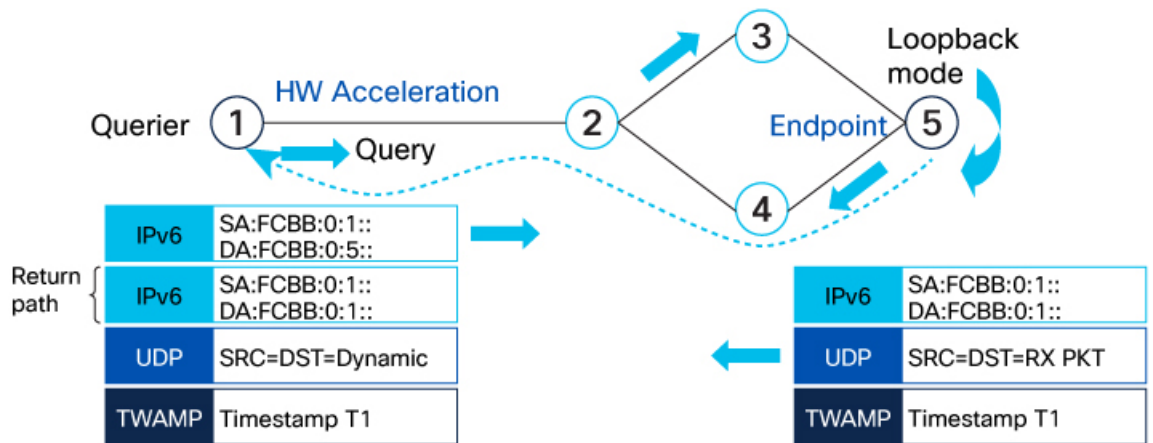 3
Loopback
mode
HW Acceleration
Querier
1
2
Endpoint
5
Query
4
IPv6
SA:FCBB:0:1::
DA:FCBB:0:5::
Return
path
IPv6
SA:FCBB:0:1::
DA:FCBB:0:1::
UDP
SRC=DST=Dynamic
TWAMP
Timestamp T1
IPv6
SA:FCBB:0:1::
DA:FCBB:0:1::
UDP
SRC=DST=RX PKT
TWAMP
Timestamp T1